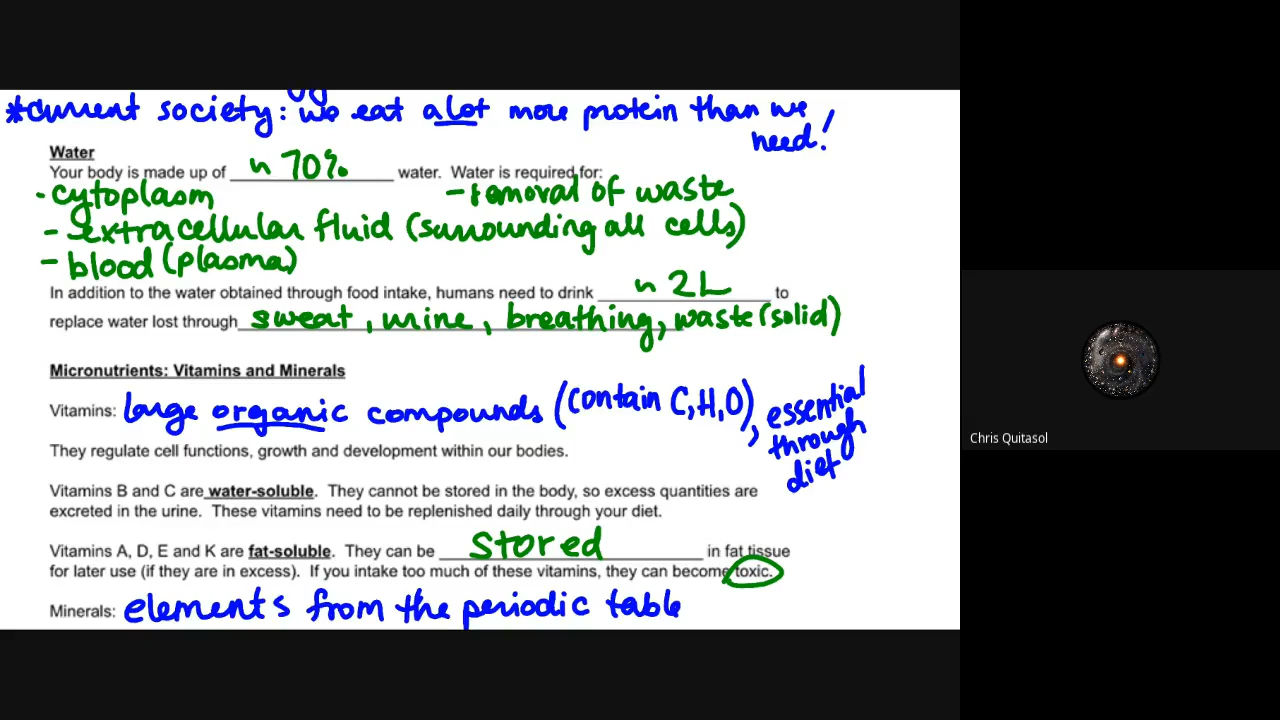 *current society: we eat a lot more protein than we
need!
Water
Your body is made up of ~ 70% water. Water is required for:
- cytoplasm - removal of waste
- extracellular fluid (surrounding all cells)
- blood (plasma)
In addition to the water obtained through food intake, humans need to drink ~ 2L to
replace water lost through sweat, urine, breathing, waste (solid)
Micronutrients: Vitamins and Minerals
Vitamins: large organic compounds (contain C, H, O), essential
through
diet
They regulate cell functions, growth and development within our bodies.
Vitamins B and C are water-soluble. They cannot be stored in the body, so excess quantities are
excreted in the urine. These vitamins need to be replenished daily through your diet.
Vitamins A, D, E and K are fat-soluble. They can be stored in fat tissue
for later use (if they are in excess). If you intake too much of these vitamins, they can become toxic.
Minerals: elements from the periodic table
Chris Quitasol